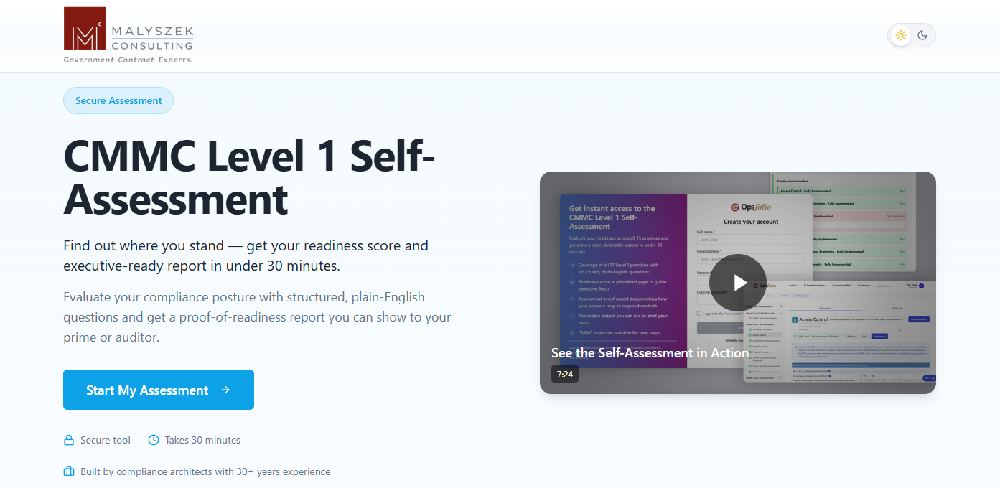 MC
MALYSZEK
CONSULTING
Government Contract Experts.
Secure Assessment
CMMC Level 1 Self-
Assessment
Find out where you stand — get your readiness score and
executive-ready report in under 30 minutes.
Evaluate your compliance posture with structured, plain-English
questions and get a proof-of-readiness report you can show to your
prime or auditor.
Start My Assessment
Secure tool
Takes 30 minutes
Built by compliance architects with 30+ years experience
Get instant access to the
CMMC Level 1 Self-
Assessment
Evaluate your readiness across all 15 practices and
generate a clear, defensible output in under 30
minutes.
Coverage of all 17 Level 1 practices with
structured, plain-English questions
Readiness score + prioritized gaps to guide
executive focus
Assessment proof report documenting how
your answers map to required controls
Actionable output you can use to brief your
team
CMMC expertise available for next steps
Opsfolio
Create your account
Full name *
John Doe
Email address *
Password
Confirm
I agree to the Terms
Already ha
Family-level snapshot
Access Control - Fully Implemented
- Fully Implemented
Protection - Fully Implemented
Opsfolio
Access Control
See the Self-Assessment in Action
7:24